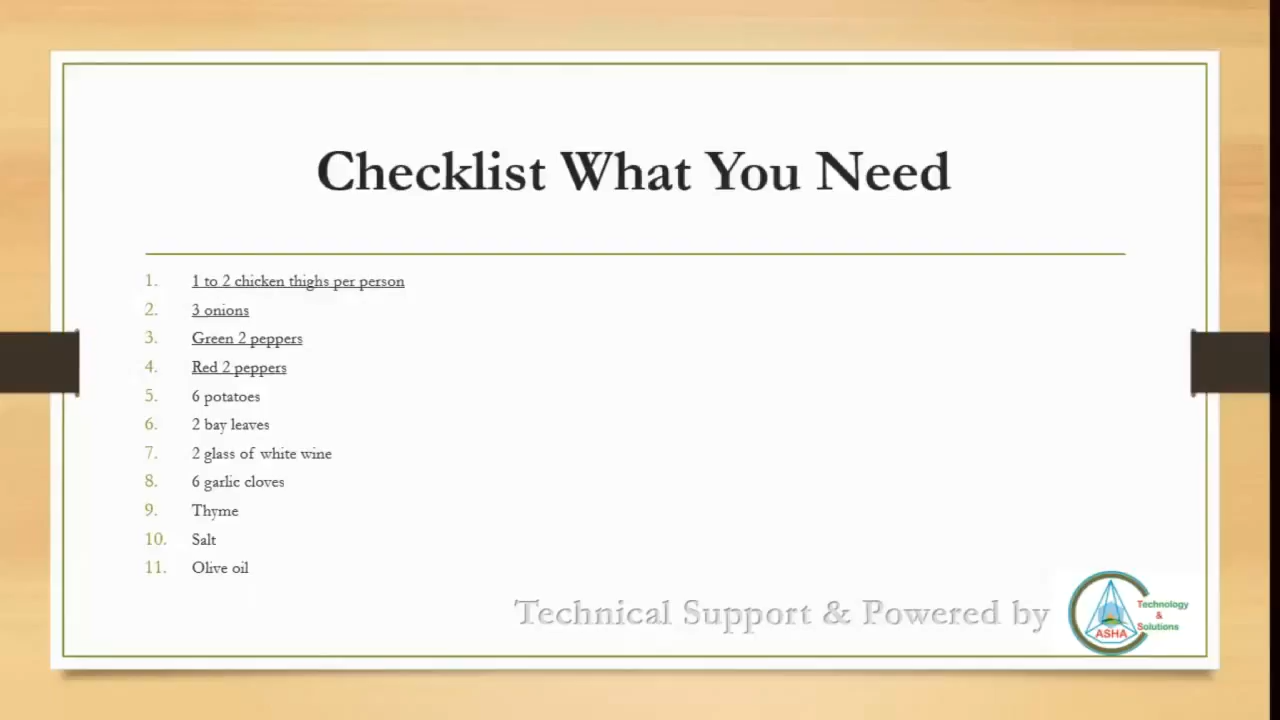 Checklist What You Need
1. 1 to 2 chicken thighs per person
2. 3 onions
3. Green 2 peppers
4. Red 2 peppers
5. 6 potatoes
6. 2 bay leaves
7. 2 glass of white wine
8. 6 garlic cloves
9. Thyme
10. Salt
11. Olive oil
Technical Support & Powered by
ASHA
Technology
&
Solutions